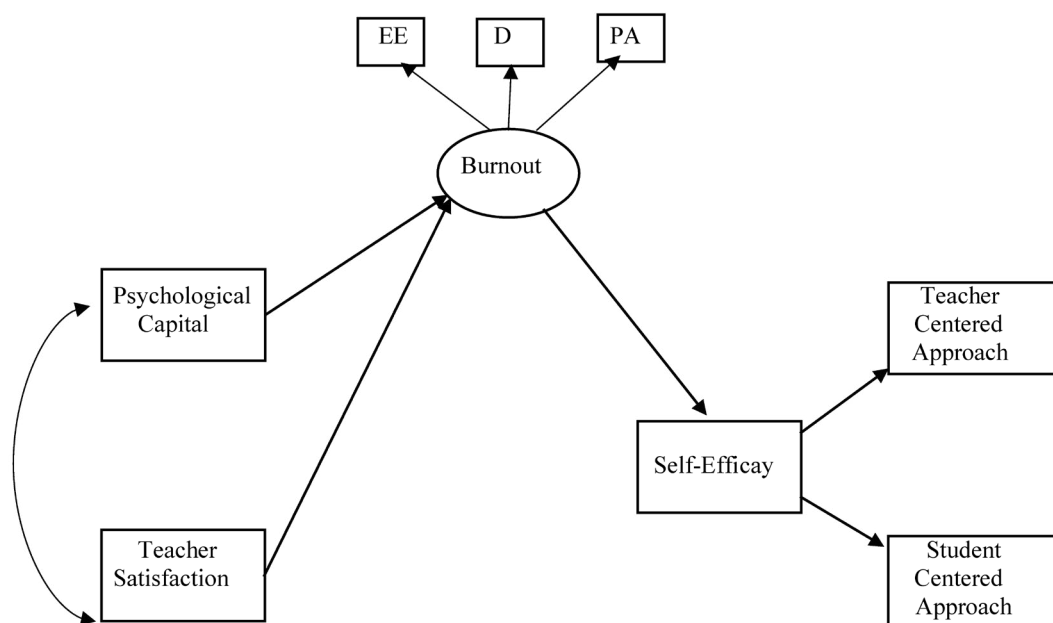 EE
D
PA
Burnout
Psychological
Capital
Teacher
Centered
Approach
Self-Efficay
Teacher
Satisfaction
Student
Centered
Approach